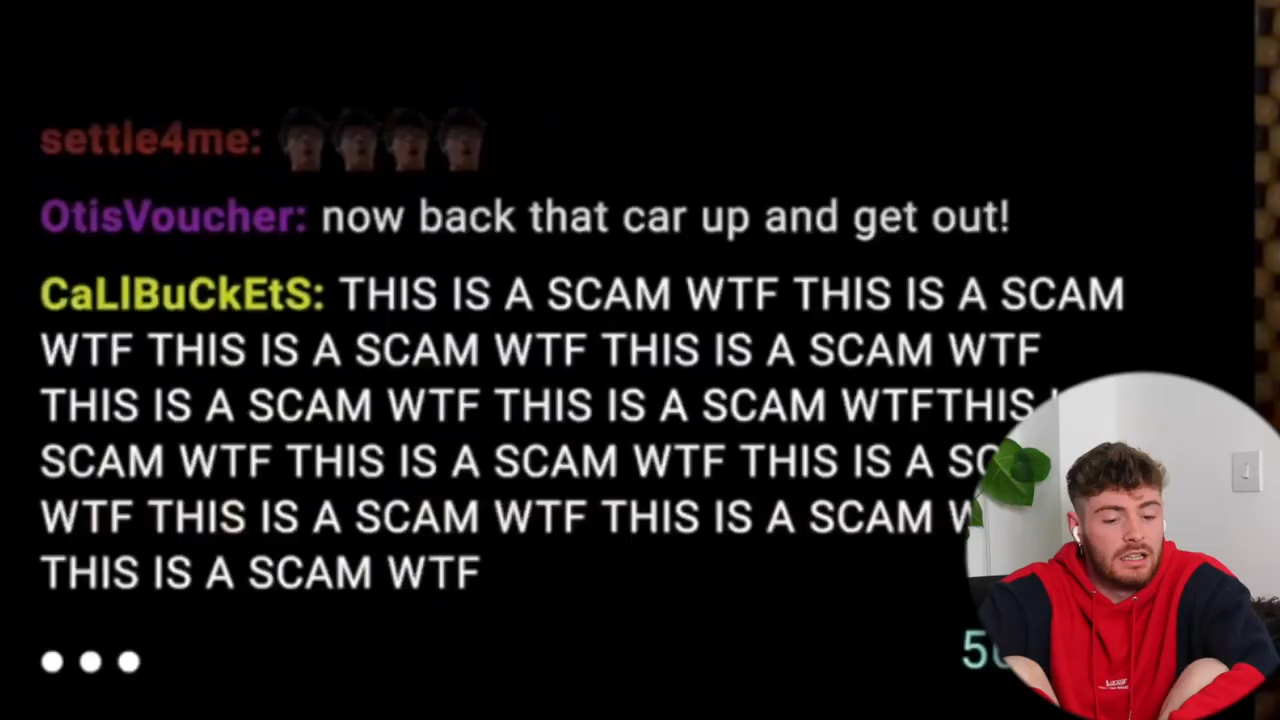 settle4me:
OtisVoucher: now back that car up and get out!
CaLlBuCkEtS: THIS IS A SCAM WTF THIS IS A SCAM
WTF THIS IS A SCAM WTF THIS IS A SCAM WTF
THIS IS A SCAM WTF THIS IS A SCAM WTFTHIS
SCAM WTF THIS IS A SCAM WTF THIS IS A
WTF THIS IS A SCAM WTF THIS IS A SCAM
THIS IS A SCAM WTF